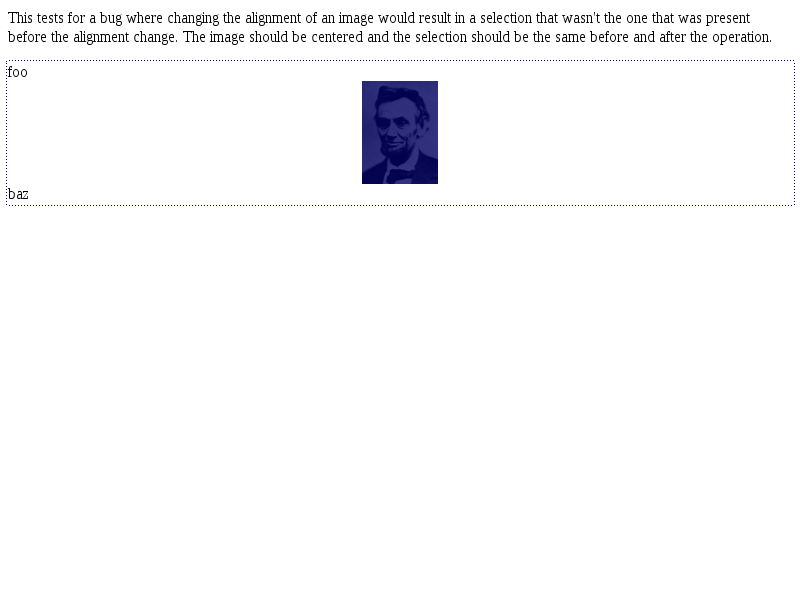 This tests for a bug where changing the alignment of an image would result in a selection that wasn't the one that was present
before the alignment change. The image should be centered and the selection should be the same before and after the operation.
foo
baz